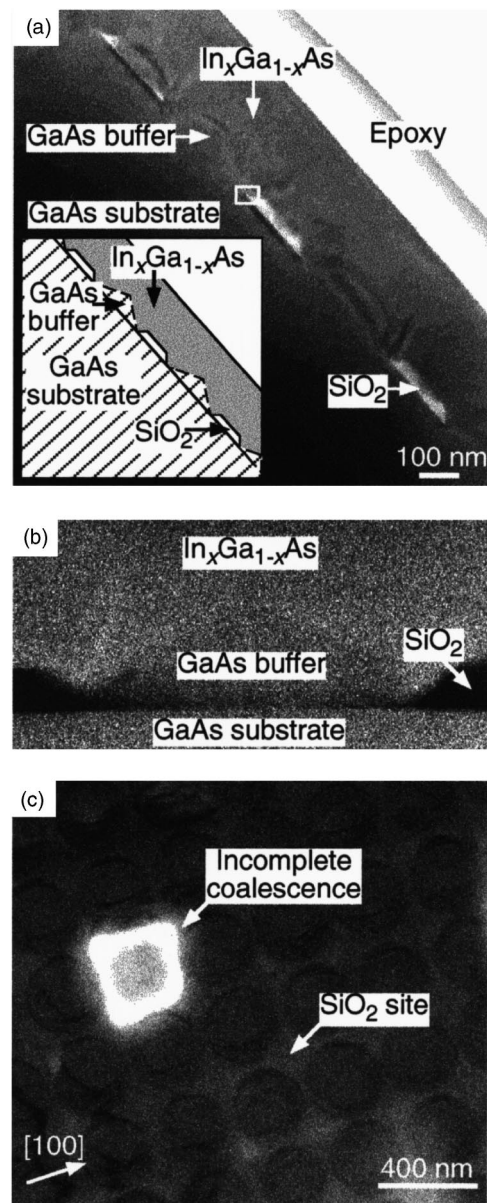 (a)
InₓGa₁₋ₓAs
GaAs buffer
Epoxy
GaAs substrate
InₓGa₁₋ₓAs
GaAs
buffer
GaAs
substrate
SiO₂
SiO₂
100 nm
(b)
InₓGa₁₋ₓAs
SiO₂
GaAs buffer
GaAs substrate
(c)
Incomplete
coalescence
SiO₂ site
[100]
400 nm